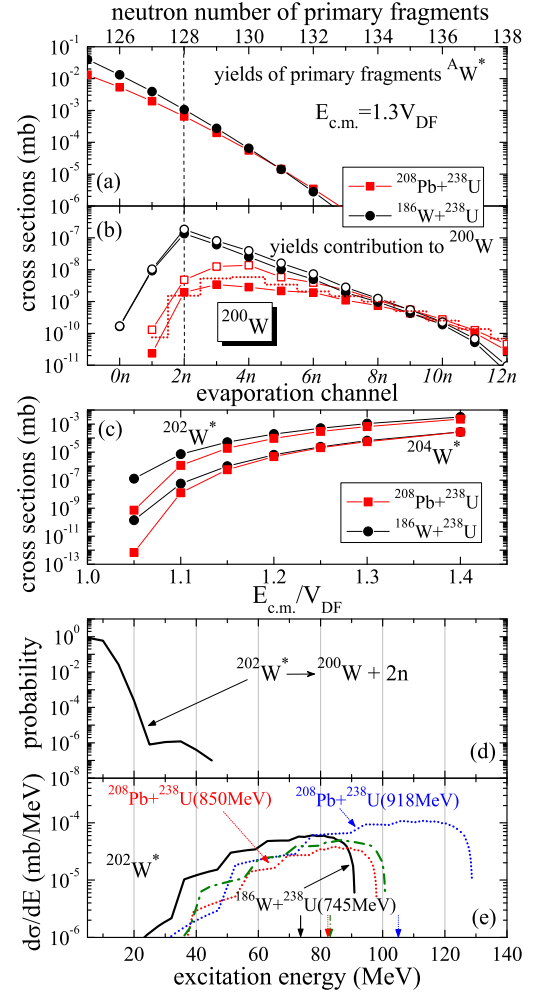 neutron number of primary fragments
126 128 130 132 134 136 138
10^-1
10^-2
10^-3
10^-4
10^-5
10^-6
cross sections (mb)
yields of primary fragments ^AW^*
E_c.m.=1.3V_DF
(a)
^208Pb+^238U
^186W+^238U
(b)
yields contribution to ^200W
10^-7
10^-8
10^-9
10^-10
10^-11
^200W
0n 2n 4n 6n 8n 10n 12n
evaporation channel
cross sections (mb)
(c)
^202W^*
^204W^*
10^-3
10^-5
10^-7
10^-9
10^-11
10^-13
^208Pb+^238U
^186W+^238U
1.0 1.1 1.2 1.3 1.4
E_c.m./V_DF
probability
10^0
10^-2
10^-4
10^-6
10^-8
^202W^* → ^200W + 2n
(d)
dσ/dE (mb/MeV)
10^-4
10^-5
10^-6
^208Pb+^238U(850MeV)
^208Pb+^238U(918MeV)
^202W^*
^186W+^238U(745MeV)
(e)
20 40 60 80 100 120 140
excitation energy (MeV)